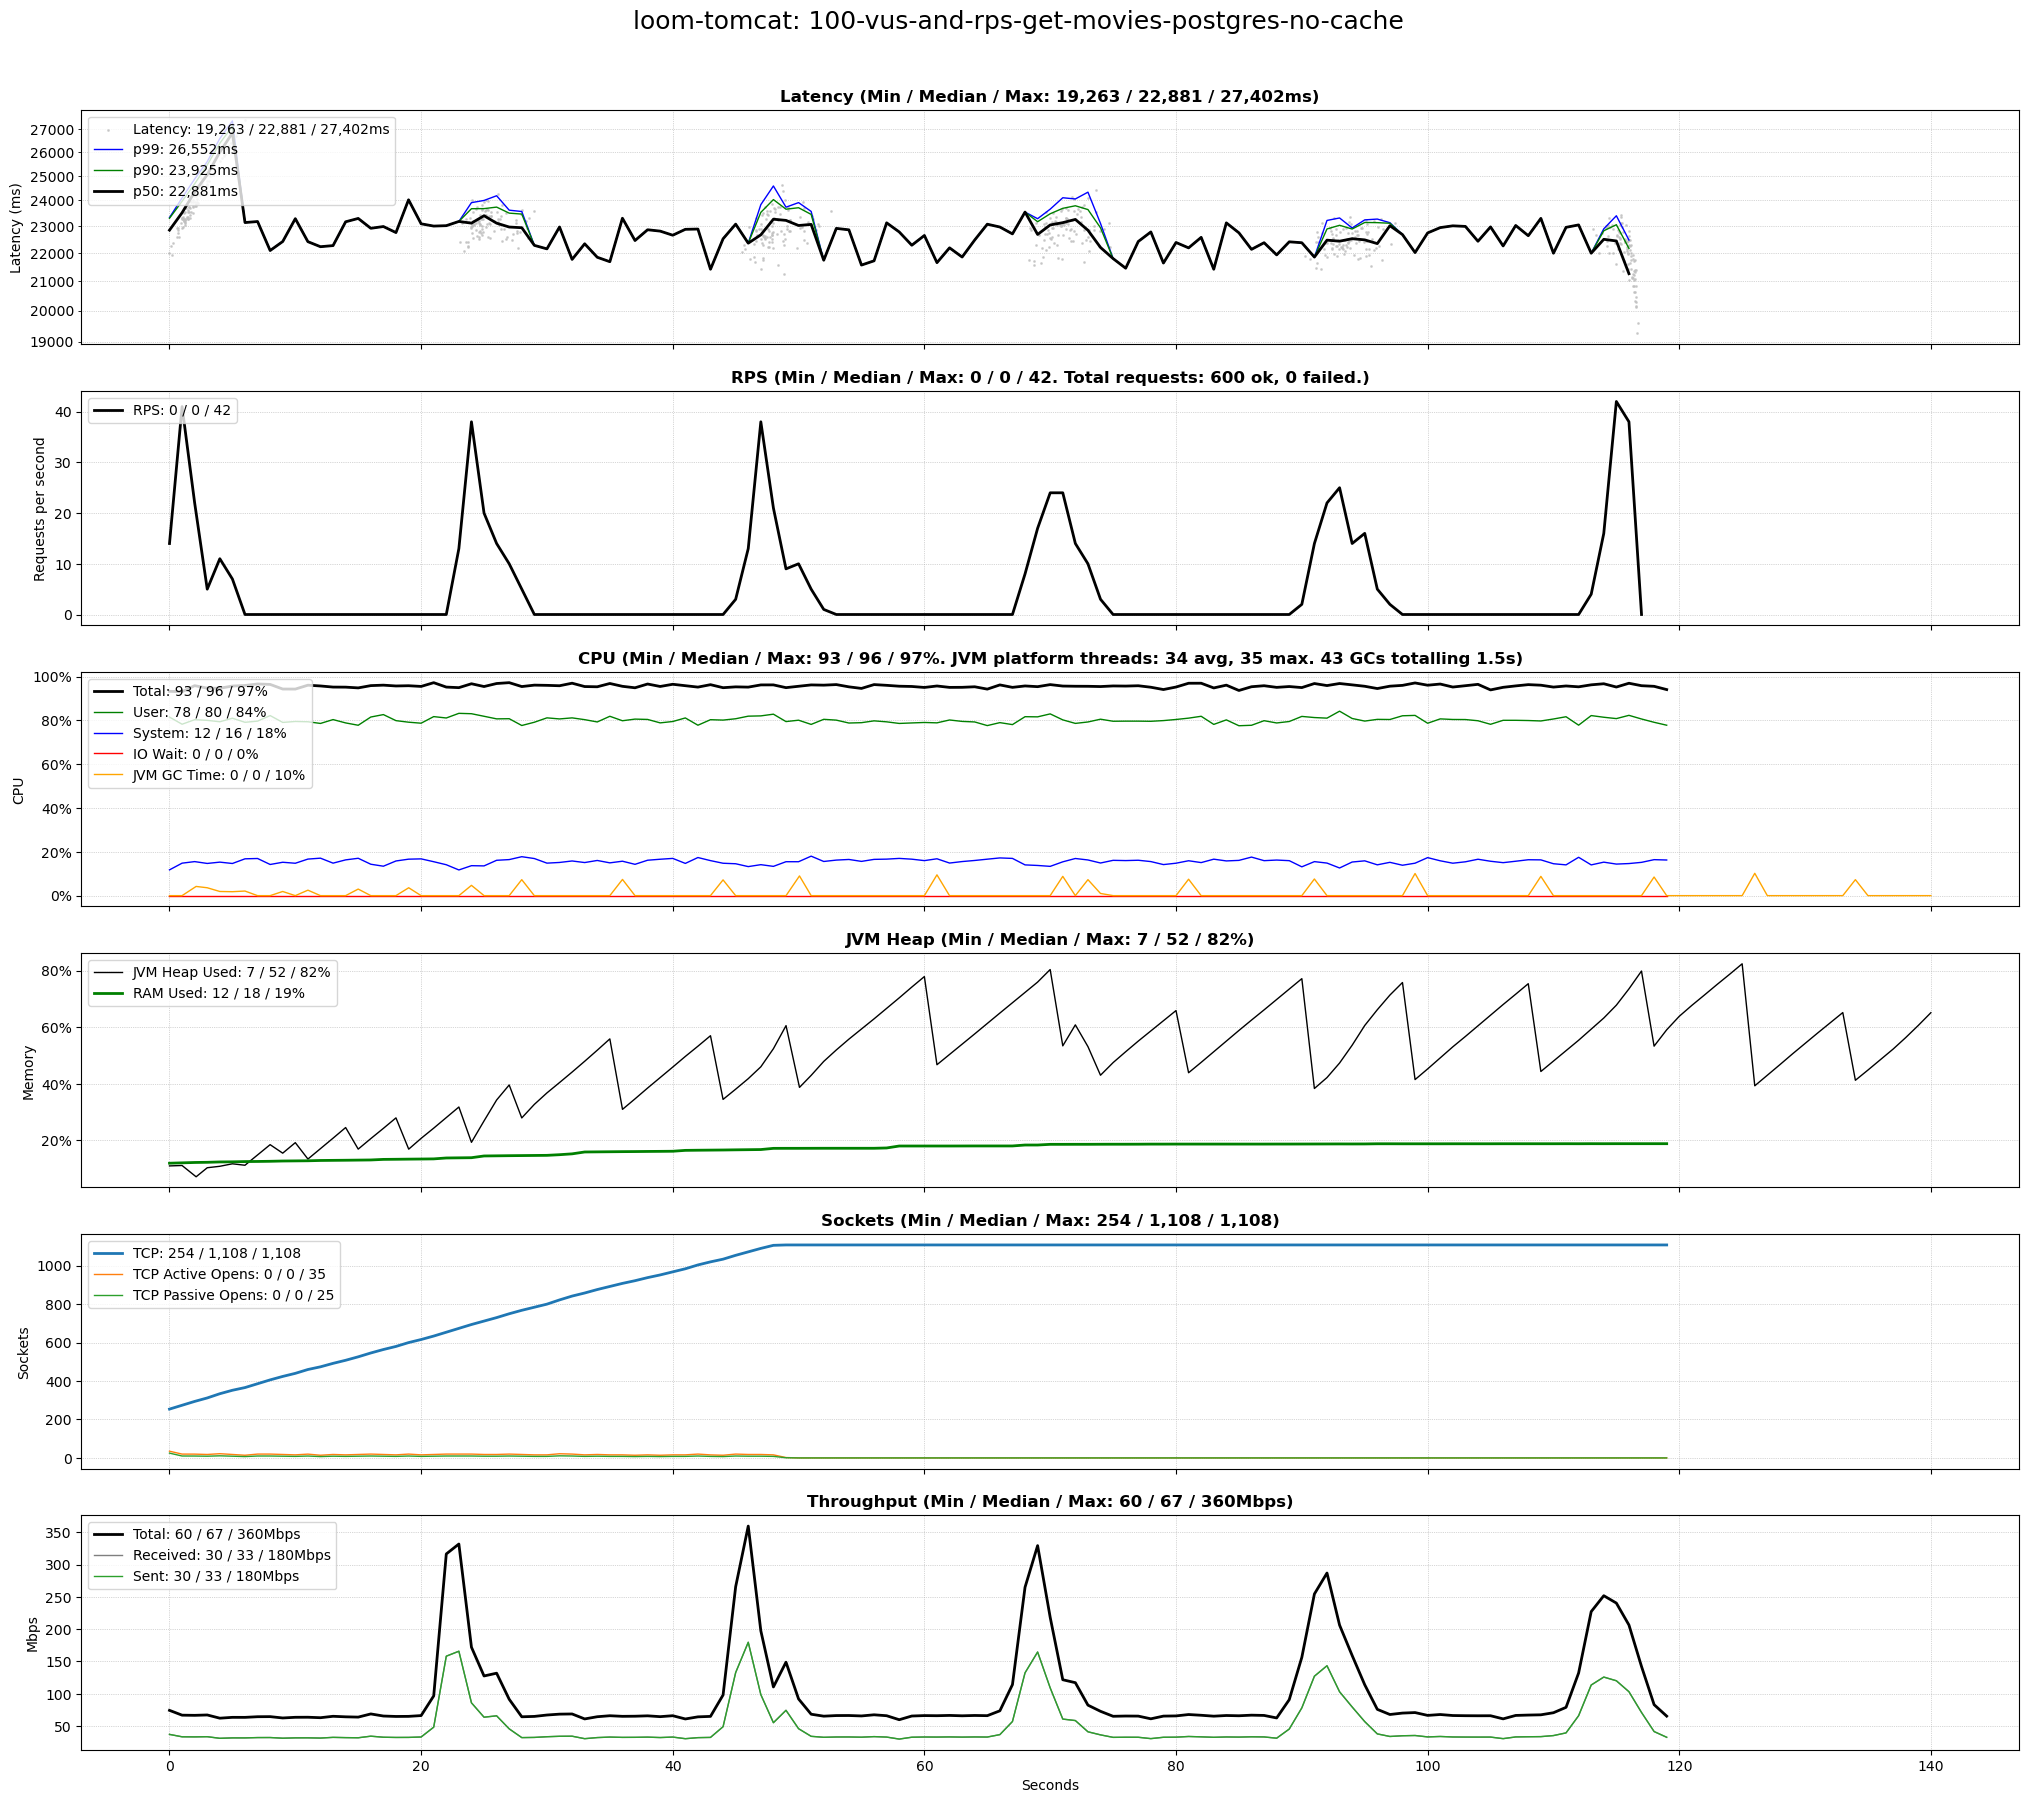 loom-tomcat: 100-vus-and-rps-get-movies-postgres-no-cache
Latency (Min / Median / Max: 19,263 / 22,881 / 27,402ms)
Latency (ms)
27000
26000
25000
24000
23000
22000
21000
20000
19000
Latency: 19,263 / 22,881 / 27,402ms
p99: 26,552ms
p90: 23,925ms
p50: 22,881ms
RPS (Min / Median / Max: 0 / 0 / 42. Total requests: 600 ok, 0 failed.)
Requests per second
40
30
20
10
0
RPS: 0 / 0 / 42
CPU (Min / Median / Max: 93 / 96 / 97%. JVM platform threads: 34 avg, 35 max. 43 GCs totalling 1.5s)
CPU
100%
80%
60%
40%
20%
0%
Total: 93 / 96 / 97%
User: 78 / 80 / 84%
System: 12 / 16 / 18%
IO Wait: 0 / 0 / 0%
JVM GC Time: 0 / 0 / 10%
JVM Heap (Min / Median / Max: 7 / 52 / 82%)
Memory
80%
60%
40%
20%
JVM Heap Used: 7 / 52 / 82%
RAM Used: 12 / 18 / 19%
Sockets (Min / Median / Max: 254 / 1,108 / 1,108)
Sockets
1000
800
600
400
200
0
TCP: 254 / 1,108 / 1,108
TCP Active Opens: 0 / 0 / 35
TCP Passive Opens: 0 / 0 / 25
Throughput (Min / Median / Max: 60 / 67 / 360Mbps)
Mbps
350
300
250
200
150
100
50
Total: 60 / 67 / 360Mbps
Received: 30 / 33 / 180Mbps
Sent: 30 / 33 / 180Mbps
0 20 40 60 80 100 120 140
Seconds